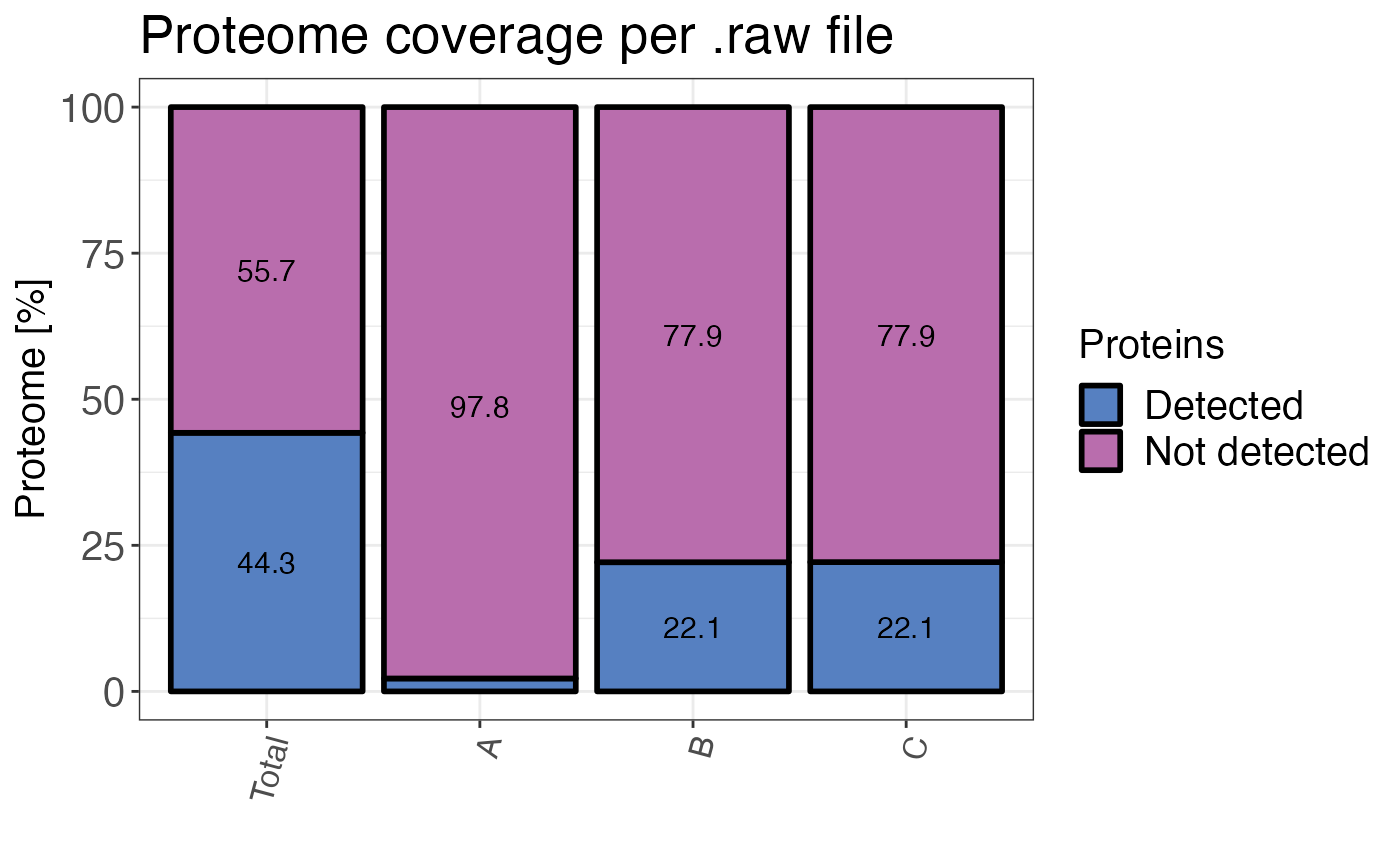 Proteome coverage per .raw file
Proteome [%]
100
75
50
25
0
55.7
44.3
97.8
77.9
22.1
77.9
22.1
Total
A
B
C
Proteins
Detected
Not detected